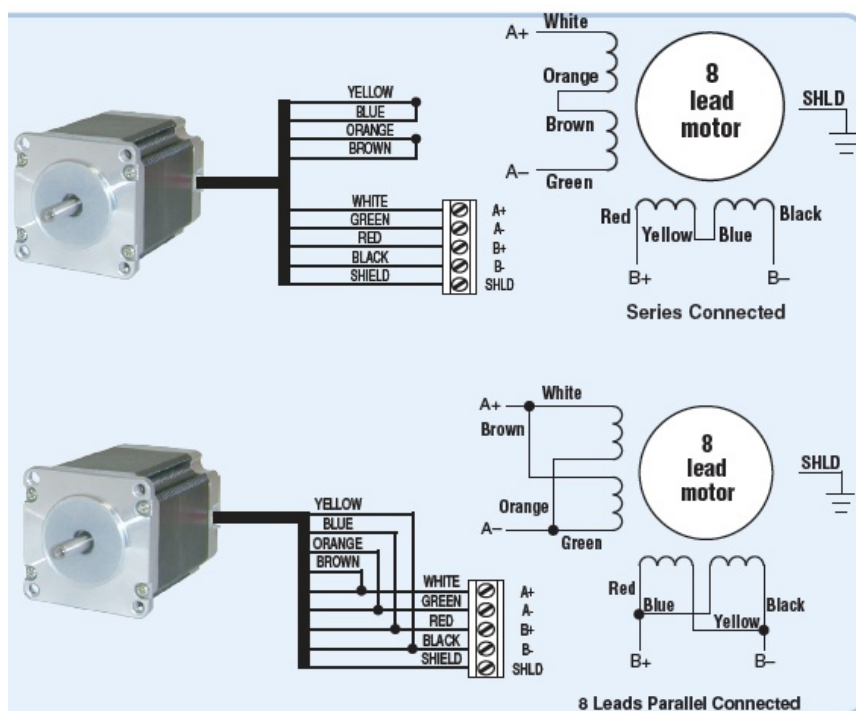 YELLOW
BLUE
ORANGE
BROWN
WHITE
GREEN
RED
BLACK
SHIELD
A+
A-
B+
B-
SHLD
A+
White
Orange
Brown
A–
Green
8
lead
motor
SHLD
Red
Yellow
Blue
Black
B+
B–
Series Connected
YELLOW
BLUE
ORANGE
BROWN
WHITE
GREEN
RED
BLACK
SHIELD
A+
A-
B+
B-
SHLD
A+
White
Brown
Orange
A–
Green
8
lead
motor
SHLD
Red
Blue
Yellow
Black
B+
B–
8 Leads Parallel Connected